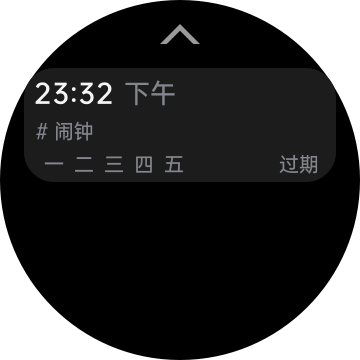 23:32 下午
# 闹钟
一 二 三 四 五 过期